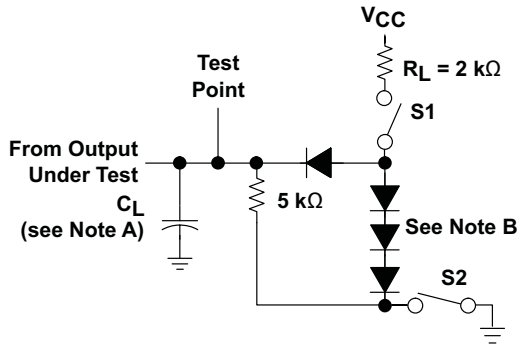 VCC
RL = 2 kΩ
S1
Test
Point
From Output
Under Test
CL
(see Note A)
5 kΩ
See Note B
S2